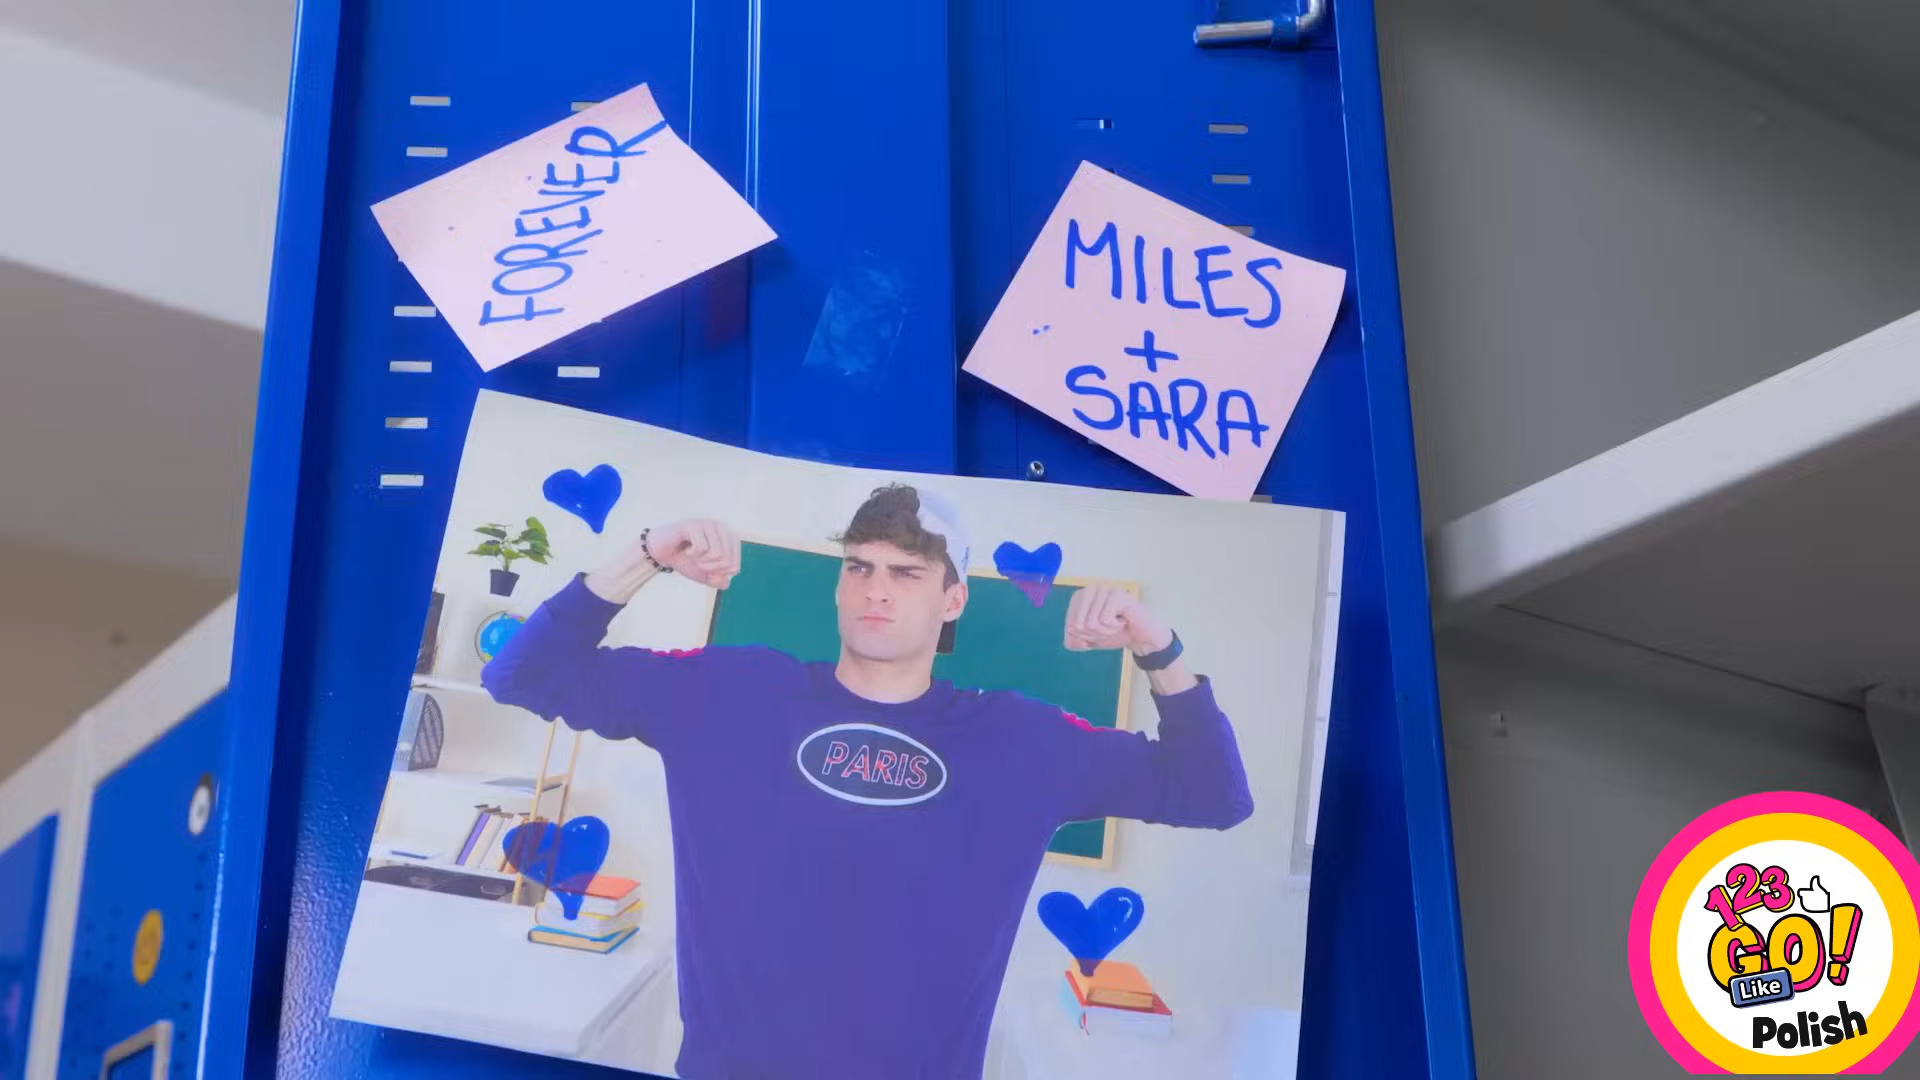 FOREVER
MILES
+
SARA
PARIS
123
GO!
Like
Polish